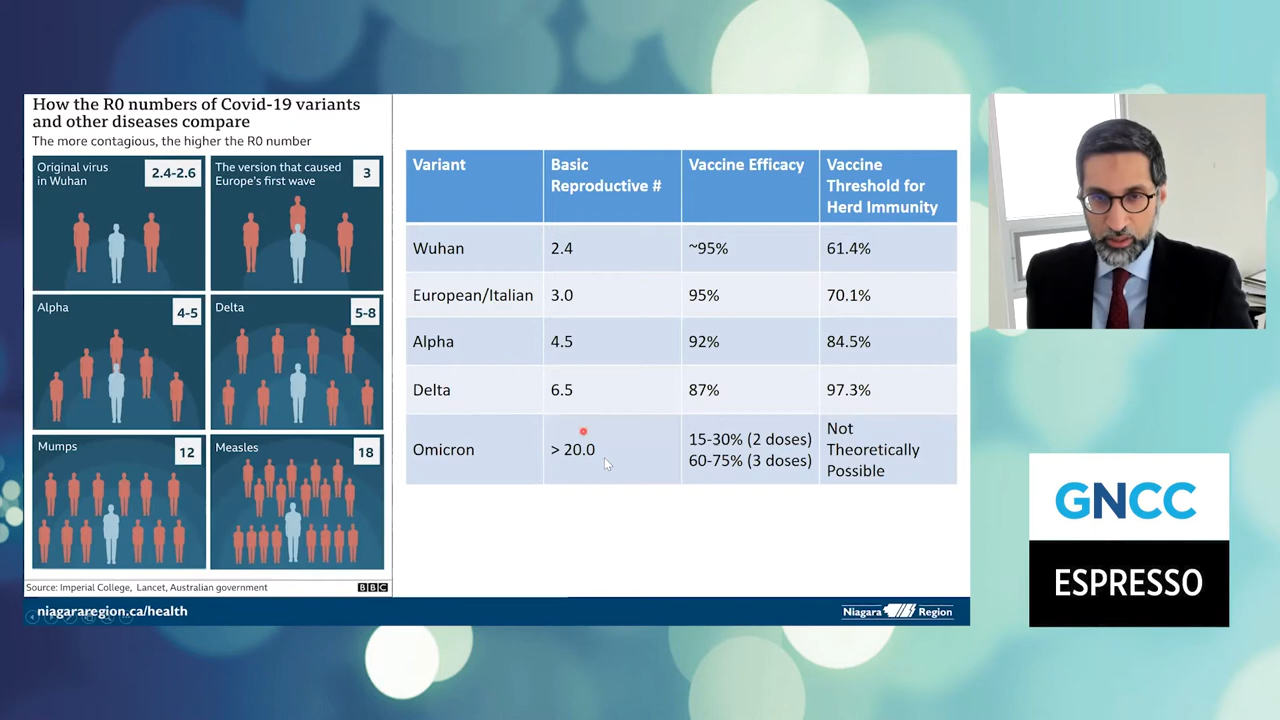 How the R0 numbers of Covid-19 variants
and other diseases compare
The more contagious, the higher the R0 number
Original virus
in Wuhan
2.4-2.6
The version that caused
Europe's first wave
3
Alpha
4-5
Delta
5-8
Mumps
12
Measles
18
Source: Imperial College, Lancet, Australian government
BBC
Variant
Basic
Reproductive #
Vaccine Efficacy
Vaccine
Threshold for
Herd Immunity
Wuhan
2.4
~95%
61.4%
European/Italian
3.0
95%
70.1%
Alpha
4.5
92%
84.5%
Delta
6.5
87%
97.3%
Omicron
> 20.0
15-30% (2 doses)
60-75% (3 doses)
Not
Theoretically
Possible
niagararegion.ca/health
Niagara Region
GNCC
ESPRESSO